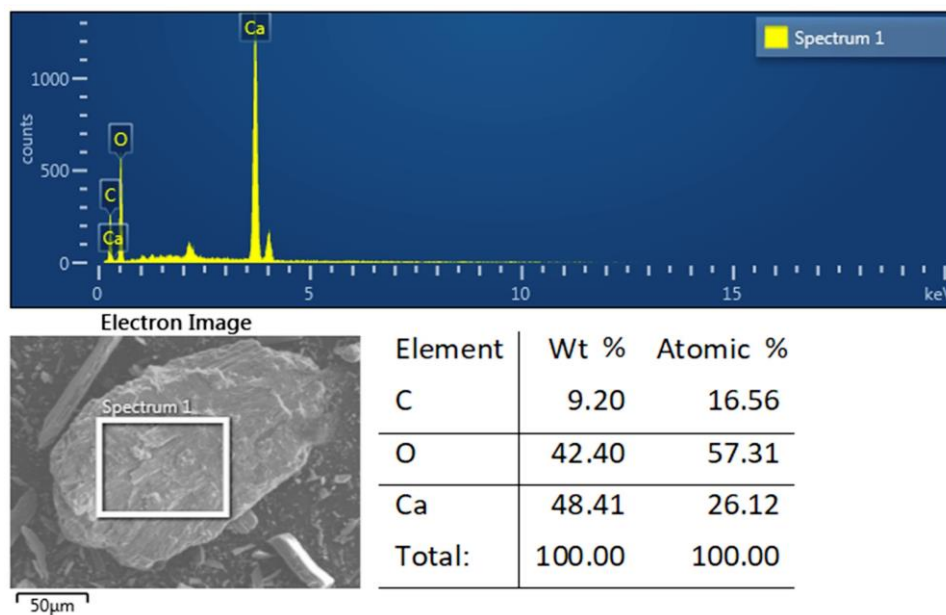 Ca
Spectrum 1
1000
counts
O
500
C
Ca
0
0 5 10 15 keV
Electron Image
Spectrum 1
50µm
Element Wt % Atomic %
C 9.20 16.56
O 42.40 57.31
Ca 48.41 26.12
Total: 100.00 100.00